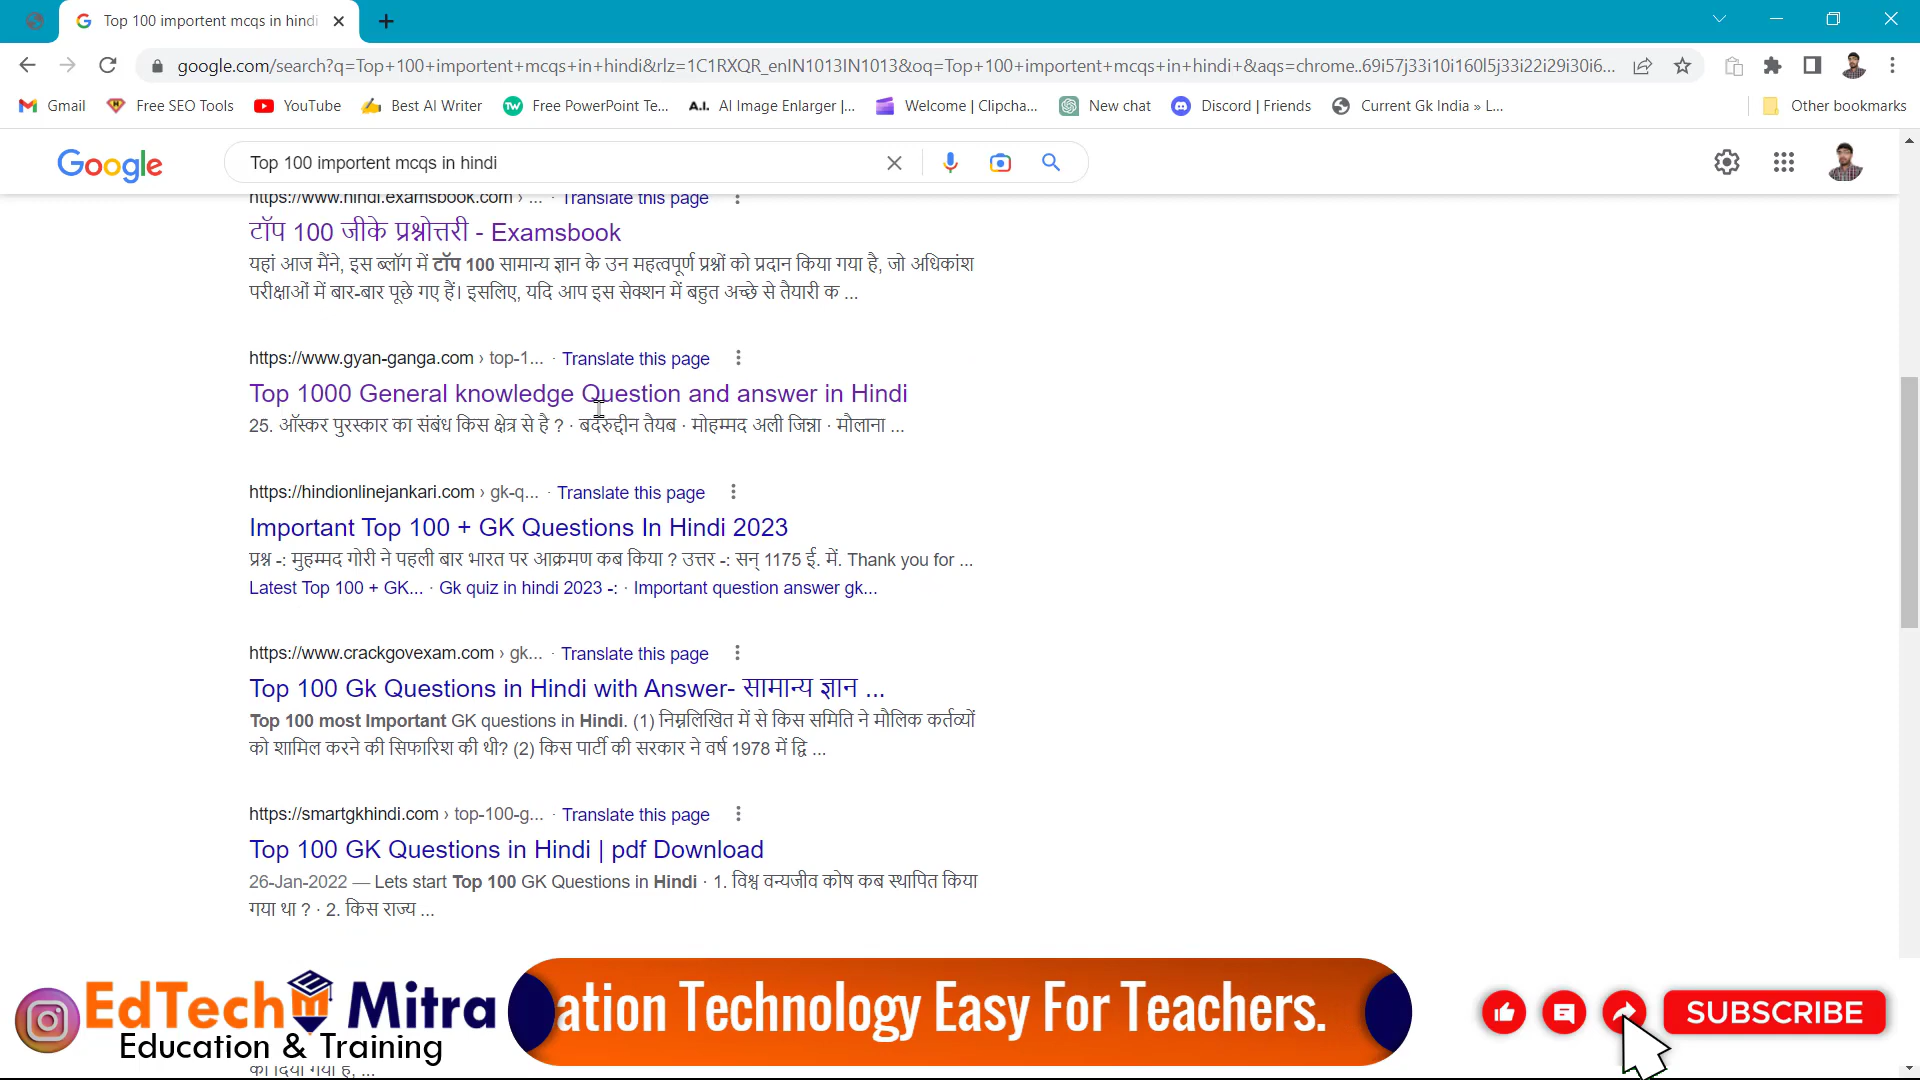 Top 100 importent mcqs in hindi
google.com/search?q=Top+100+importent+mcqs+in+hindi&rlz=1C1RXQR_enIN1013IN1013&oq=Top+100+importent+mcqs+in+hindi+&aqs=chrome..69i57j33i10i160l5j33i22i29i30i6...
Gmail Free SEO Tools YouTube Best AI Writer Free PowerPoint Te... A.I. AI Image Enlarger |... Welcome | Clipcha... New chat Discord | Friends Current Gk India » L... Other bookmarks
Google Top 100 importent mcqs in hindi
https://www.hindi.examsbook.com › ... · Translate this page
टॉप 100 जीके प्रश्नोत्तरी - Examsbook
यहां आज मैंने, इस ब्लॉग में टॉप 100 सामान्य ज्ञान के उन महत्वपूर्ण प्रश्नों को प्रदान किया गया है, जो अधिकांश
परीक्षाओं में बार-बार पूछे गए हैं। इसलिए, यदि आप इस सेक्शन में बहुत अच्छे से तैयारी क ...
https://www.gyan-ganga.com › top-1... · Translate this page
Top 1000 General knowledge Question and answer in Hindi
25. ऑस्कर पुरस्कार का संबंध किस क्षेत्र से है ? · बदरुद्दीन तैयब · मोहम्मद अली जिन्ना · मौलाना ...
https://hindionlinejankari.com › gk-q... · Translate this page
Important Top 100 + GK Questions In Hindi 2023
प्रश्न -: मुहम्मद गोरी ने पहली बार भारत पर आक्रमण कब किया ? उत्तर -: सन् 1175 ई. में. Thank you for ...
Latest Top 100 + GK... · Gk quiz in hindi 2023 -: · Important question answer gk...
https://www.crackgovexam.com › gk... · Translate this page
Top 100 Gk Questions in Hindi with Answer- सामान्य ज्ञान ...
Top 100 most Important GK questions in Hindi. (1) निम्नलिखित में से किस समिति ने मौलिक कर्तव्यों
को शामिल करने की सिफारिश की थी? (2) किस पार्टी की सरकार ने वर्ष 1978 में द्वि ...
https://smartgkhindi.com › top-100-g... · Translate this page
Top 100 GK Questions in Hindi | pdf Download
26-Jan-2022 — Lets start Top 100 GK Questions in Hindi · 1. विश्व वन्यजीव कोष कब स्थापित किया
गया था ? · 2. किस राज्य ...
EdTech Mitra
Education & Training
ation Technology Easy For Teachers.
SUBSCRIBE